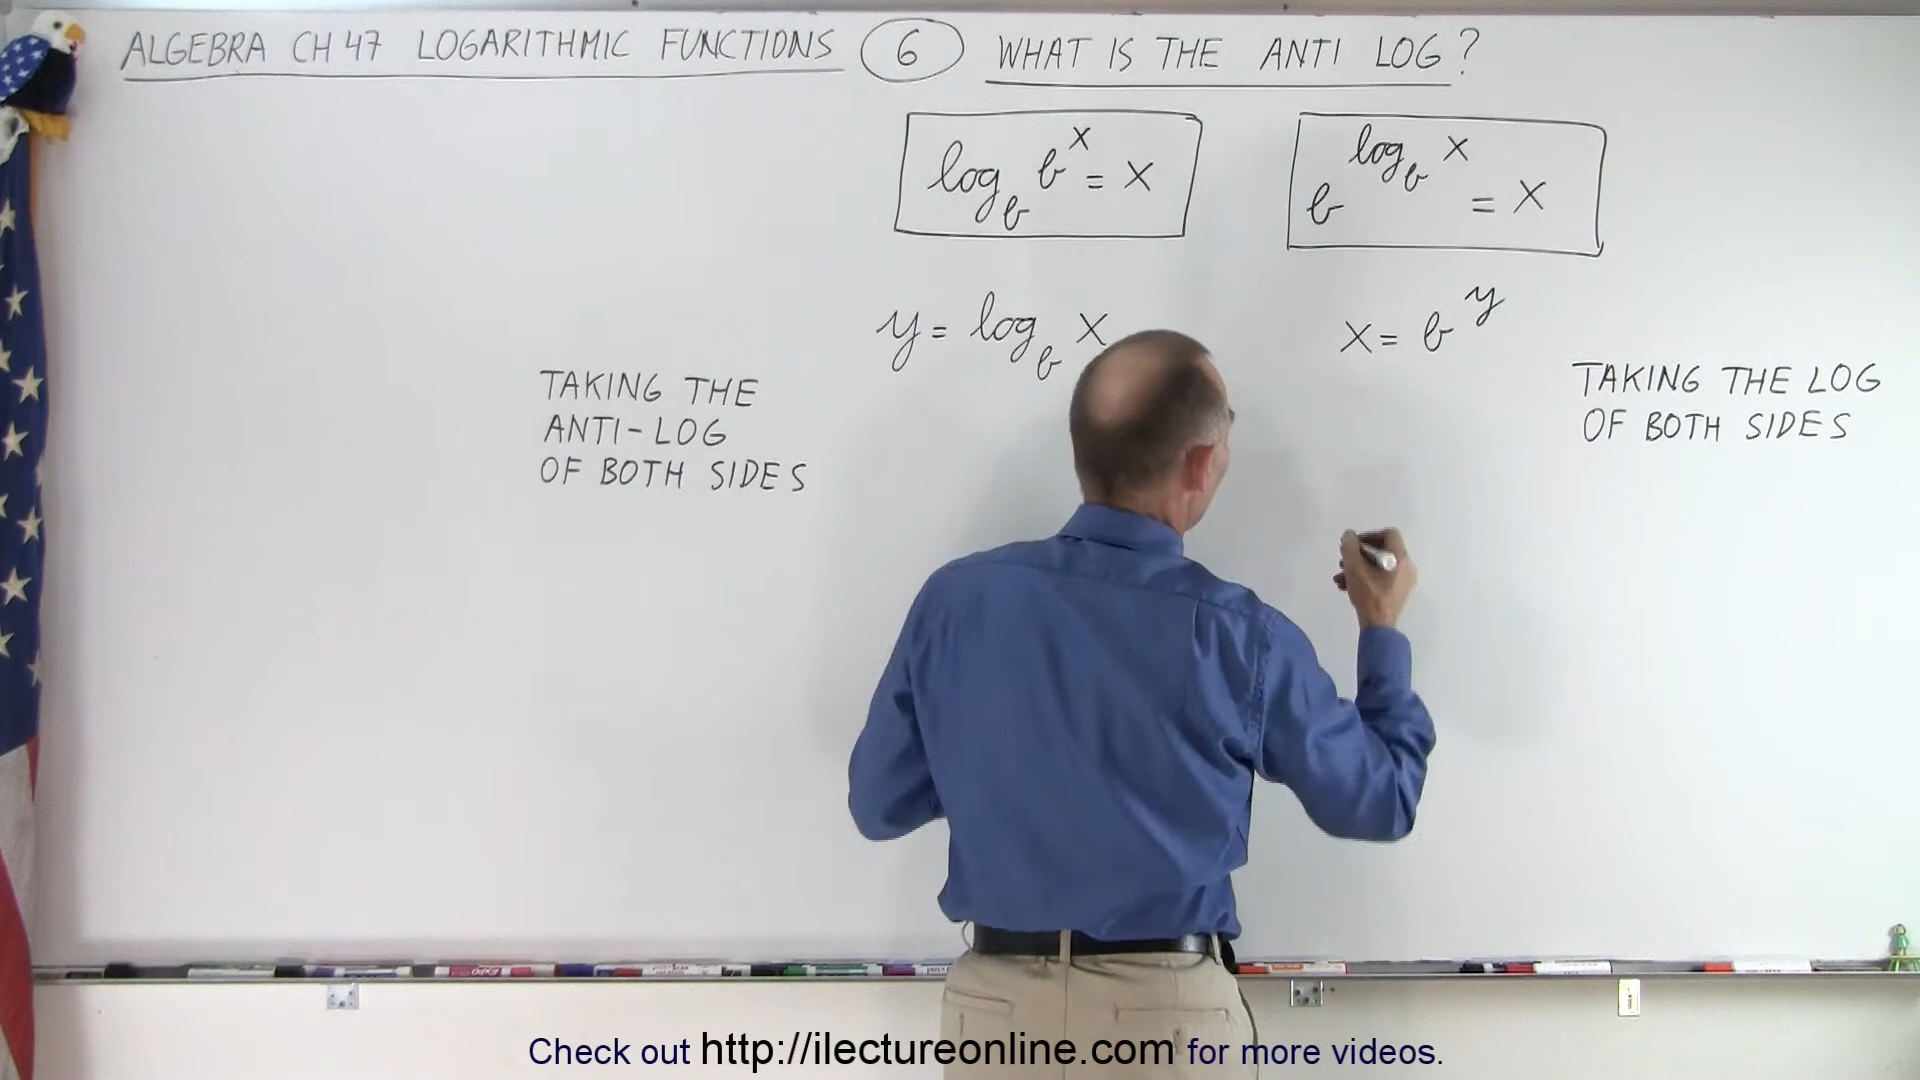 ALGEBRA CH 47 LOGARITHMIC FUNCTIONS 6 WHAT IS THE ANTI LOG?
log_b b^x = x
b^(log_b x) = x
y = log_b x
x = b^y
TAKING THE
ANTI-LOG
OF BOTH SIDES
TAKING THE LOG
OF BOTH SIDES
Check out http://ilectureonline.com for more videos.